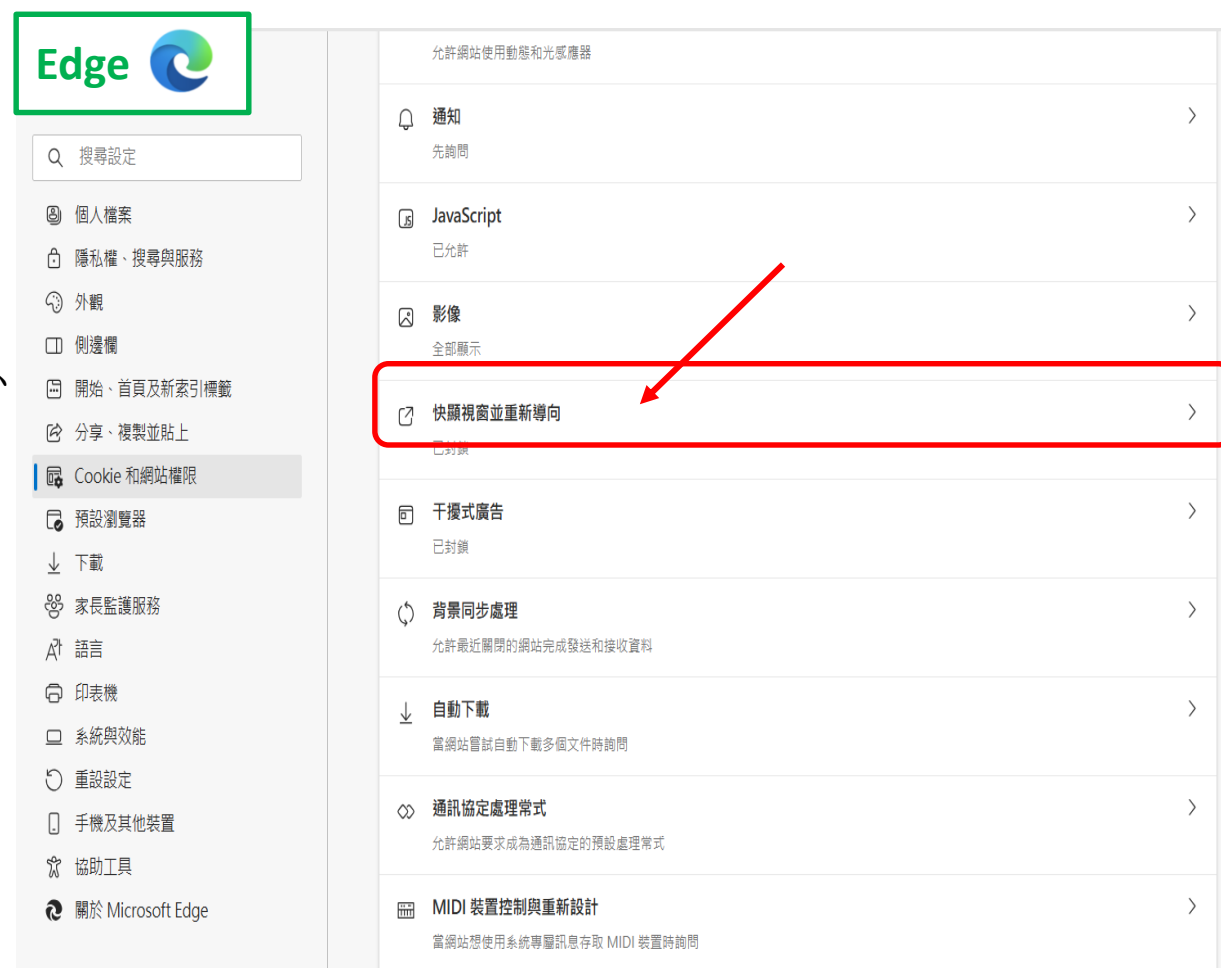 Edge
搜尋設定
個人檔案
隱私權、搜尋與服務
外觀
側邊欄
開始、首頁及新索引標籤
分享、複製並貼上
Cookie 和網站權限
預設瀏覽器
下載
家長監護服務
語言
印表機
系統與效能
重設設定
手機及其他裝置
協助工具
關於 Microsoft Edge
允許網站使用動態和光感應器
通知
先詢問
JavaScript
已允許
影像
全部顯示
快顯視窗並重新導向
已封鎖
干擾式廣告
已封鎖
背景同步處理
允許最近關閉的網站完成發送和接收資料
自動下載
當網站嘗試自動下載多個文件時詢問
通訊協定處理常式
允許網站要求成為通訊協定的預設處理常式
MIDI 裝置控制與重新設計
當網站想使用系統專屬訊息存取 MIDI 裝置時詢問